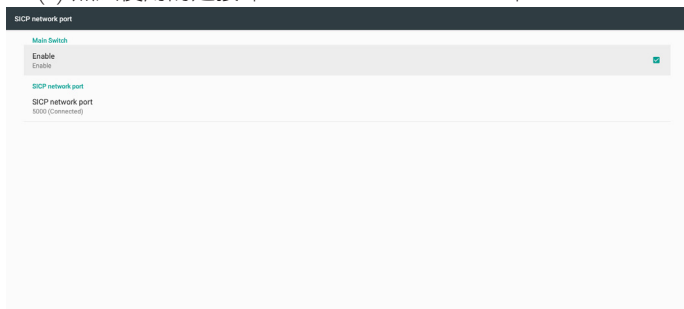 SICP network port
Main Switch
Enable
Enable
SICP network port
SICP network port
5000 (Connected)